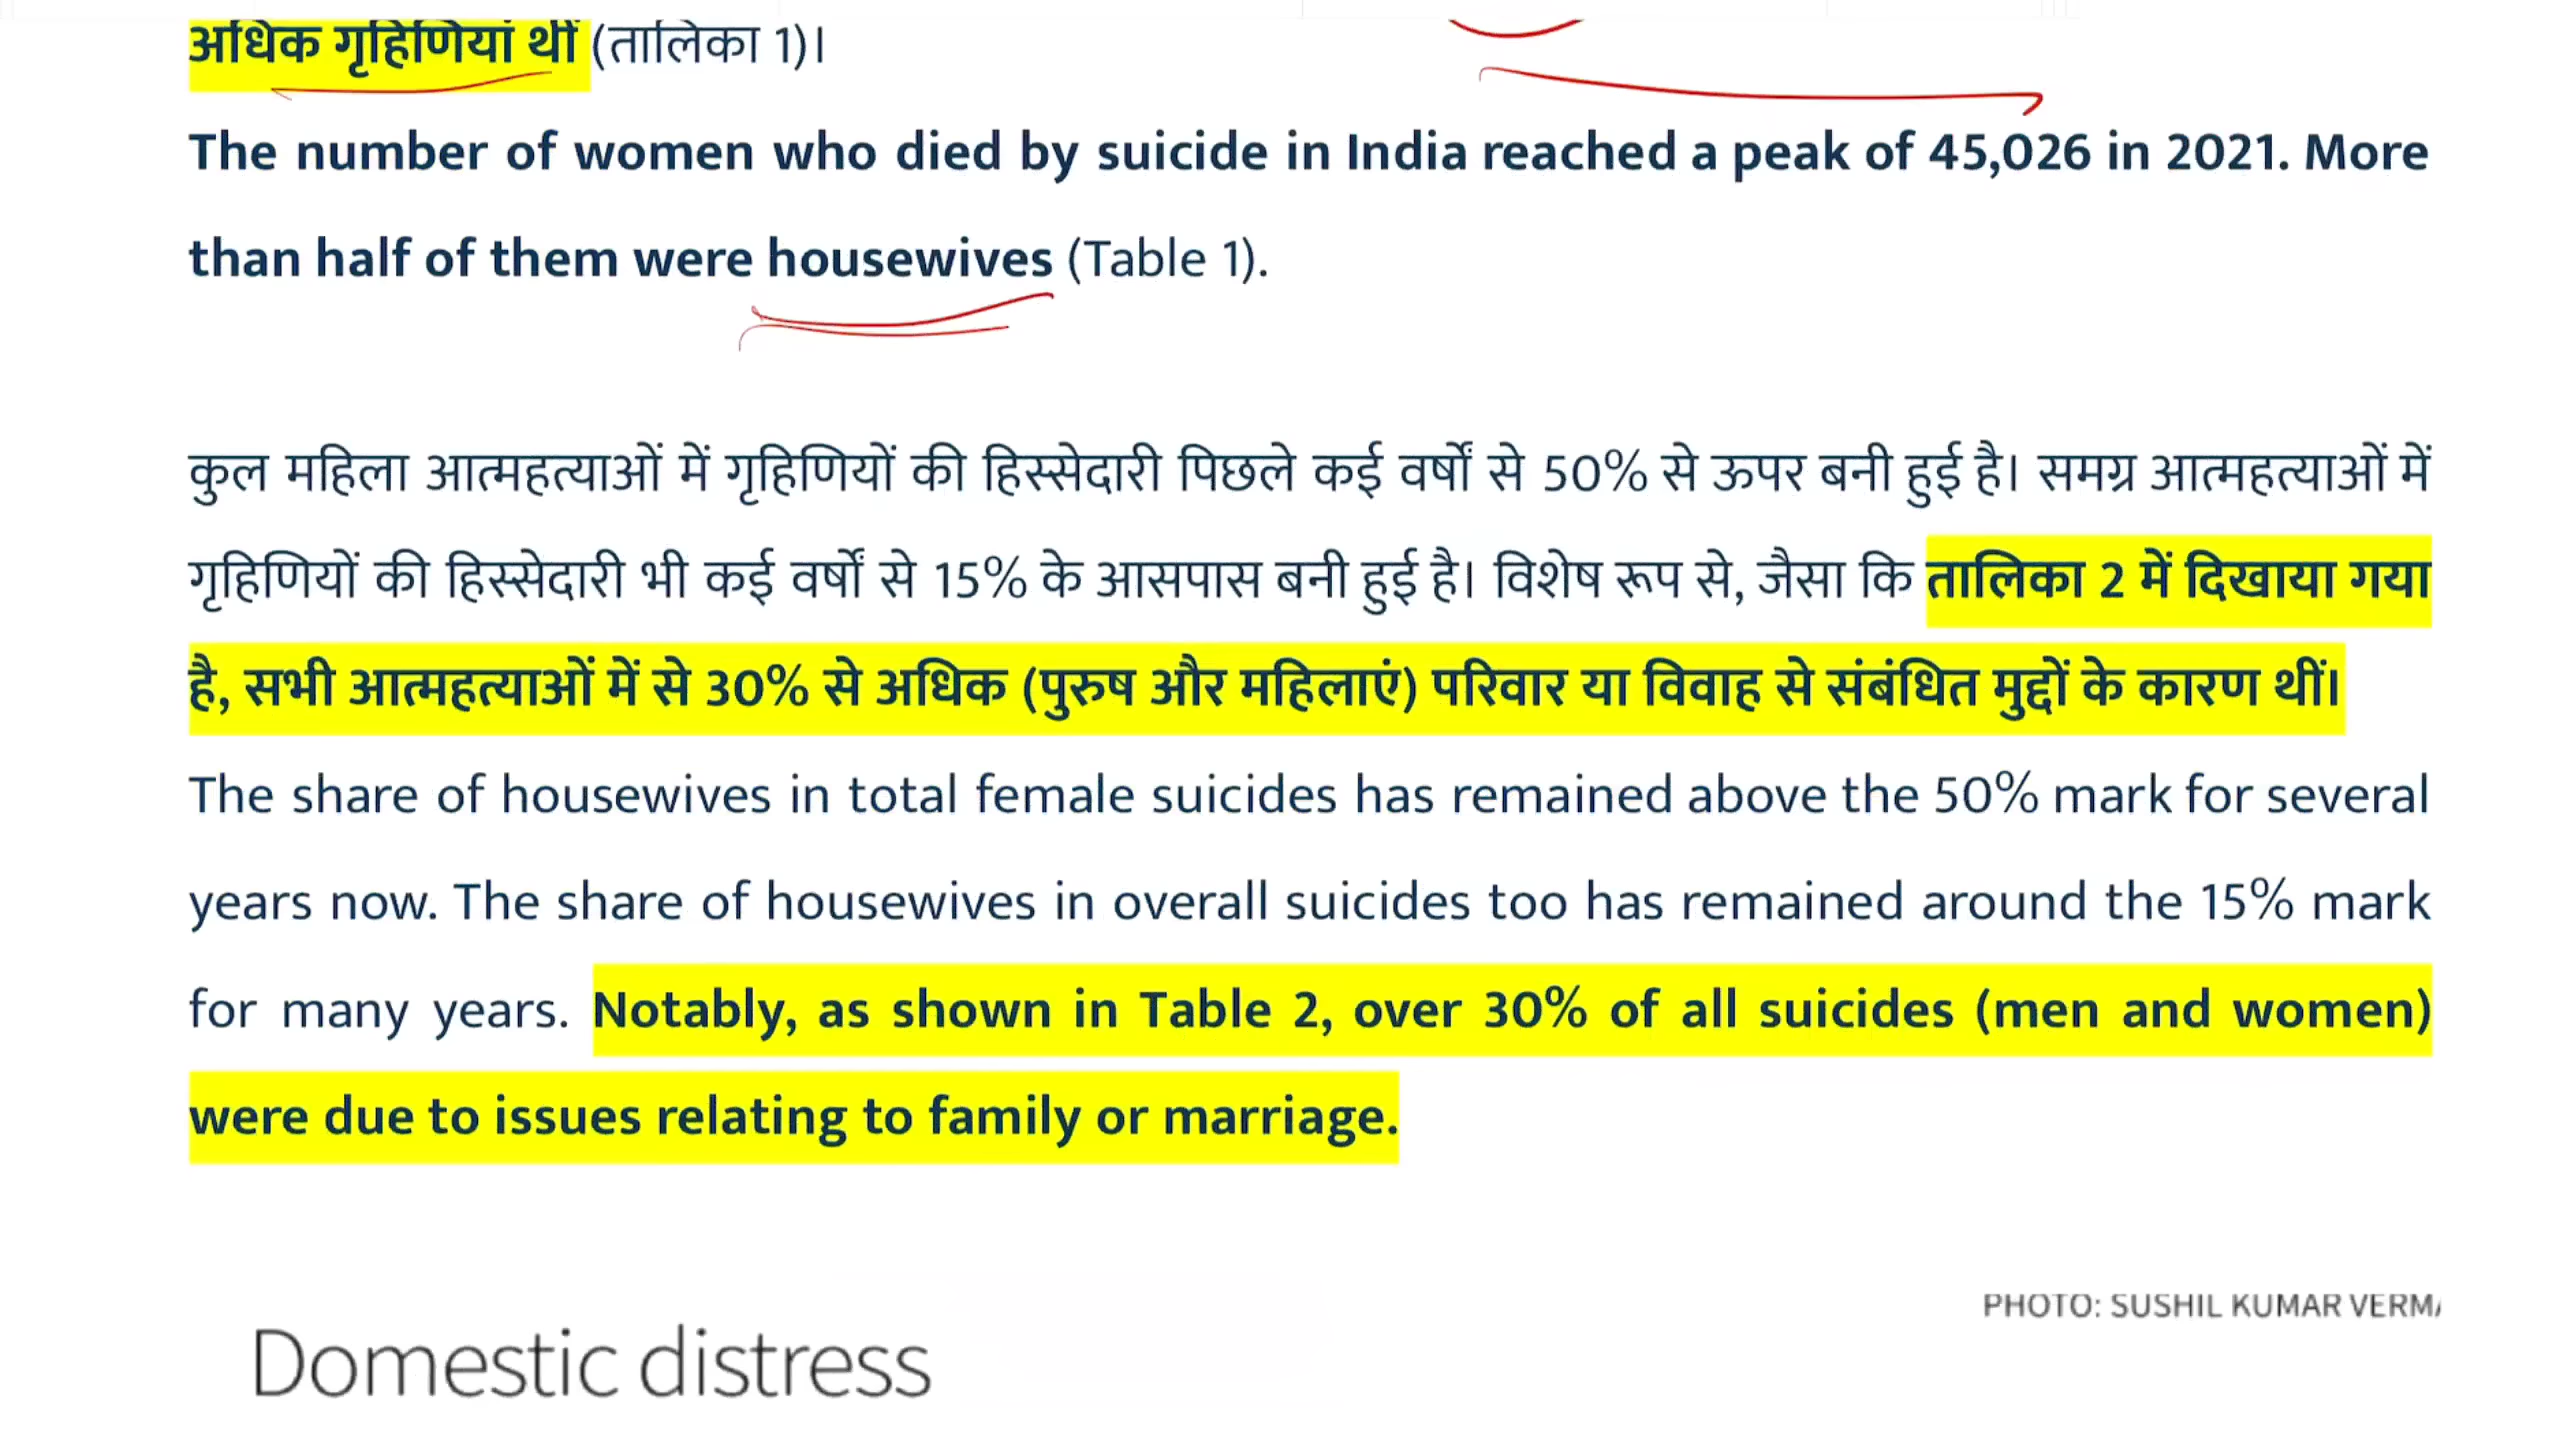 अधिक गृहिणियां थीं (तालिका 1)।
The number of women who died by suicide in India reached a peak of 45,026 in 2021. More
than half of them were housewives (Table 1).
कुल महिला आत्महत्याओं में गृहिणियों की हिस्सेदारी पिछले कई वर्षों से 50% से ऊपर बनी हुई है। समग्र आत्महत्याओं में
गृहिणियों की हिस्सेदारी भी कई वर्षों से 15% के आसपास बनी हुई है। विशेष रूप से, जैसा कि तालिका 2 में दिखाया गया
है, सभी आत्महत्याओं में से 30% से अधिक (पुरुष और महिलाएं) परिवार या विवाह से संबंधित मुद्दों के कारण थीं।
The share of housewives in total female suicides has remained above the 50% mark for several
years now. The share of housewives in overall suicides too has remained around the 15% mark
for many years. Notably, as shown in Table 2, over 30% of all suicides (men and women)
were due to issues relating to family or marriage.
PHOTO: SUSHIL KUMAR VERMA
Domestic distress